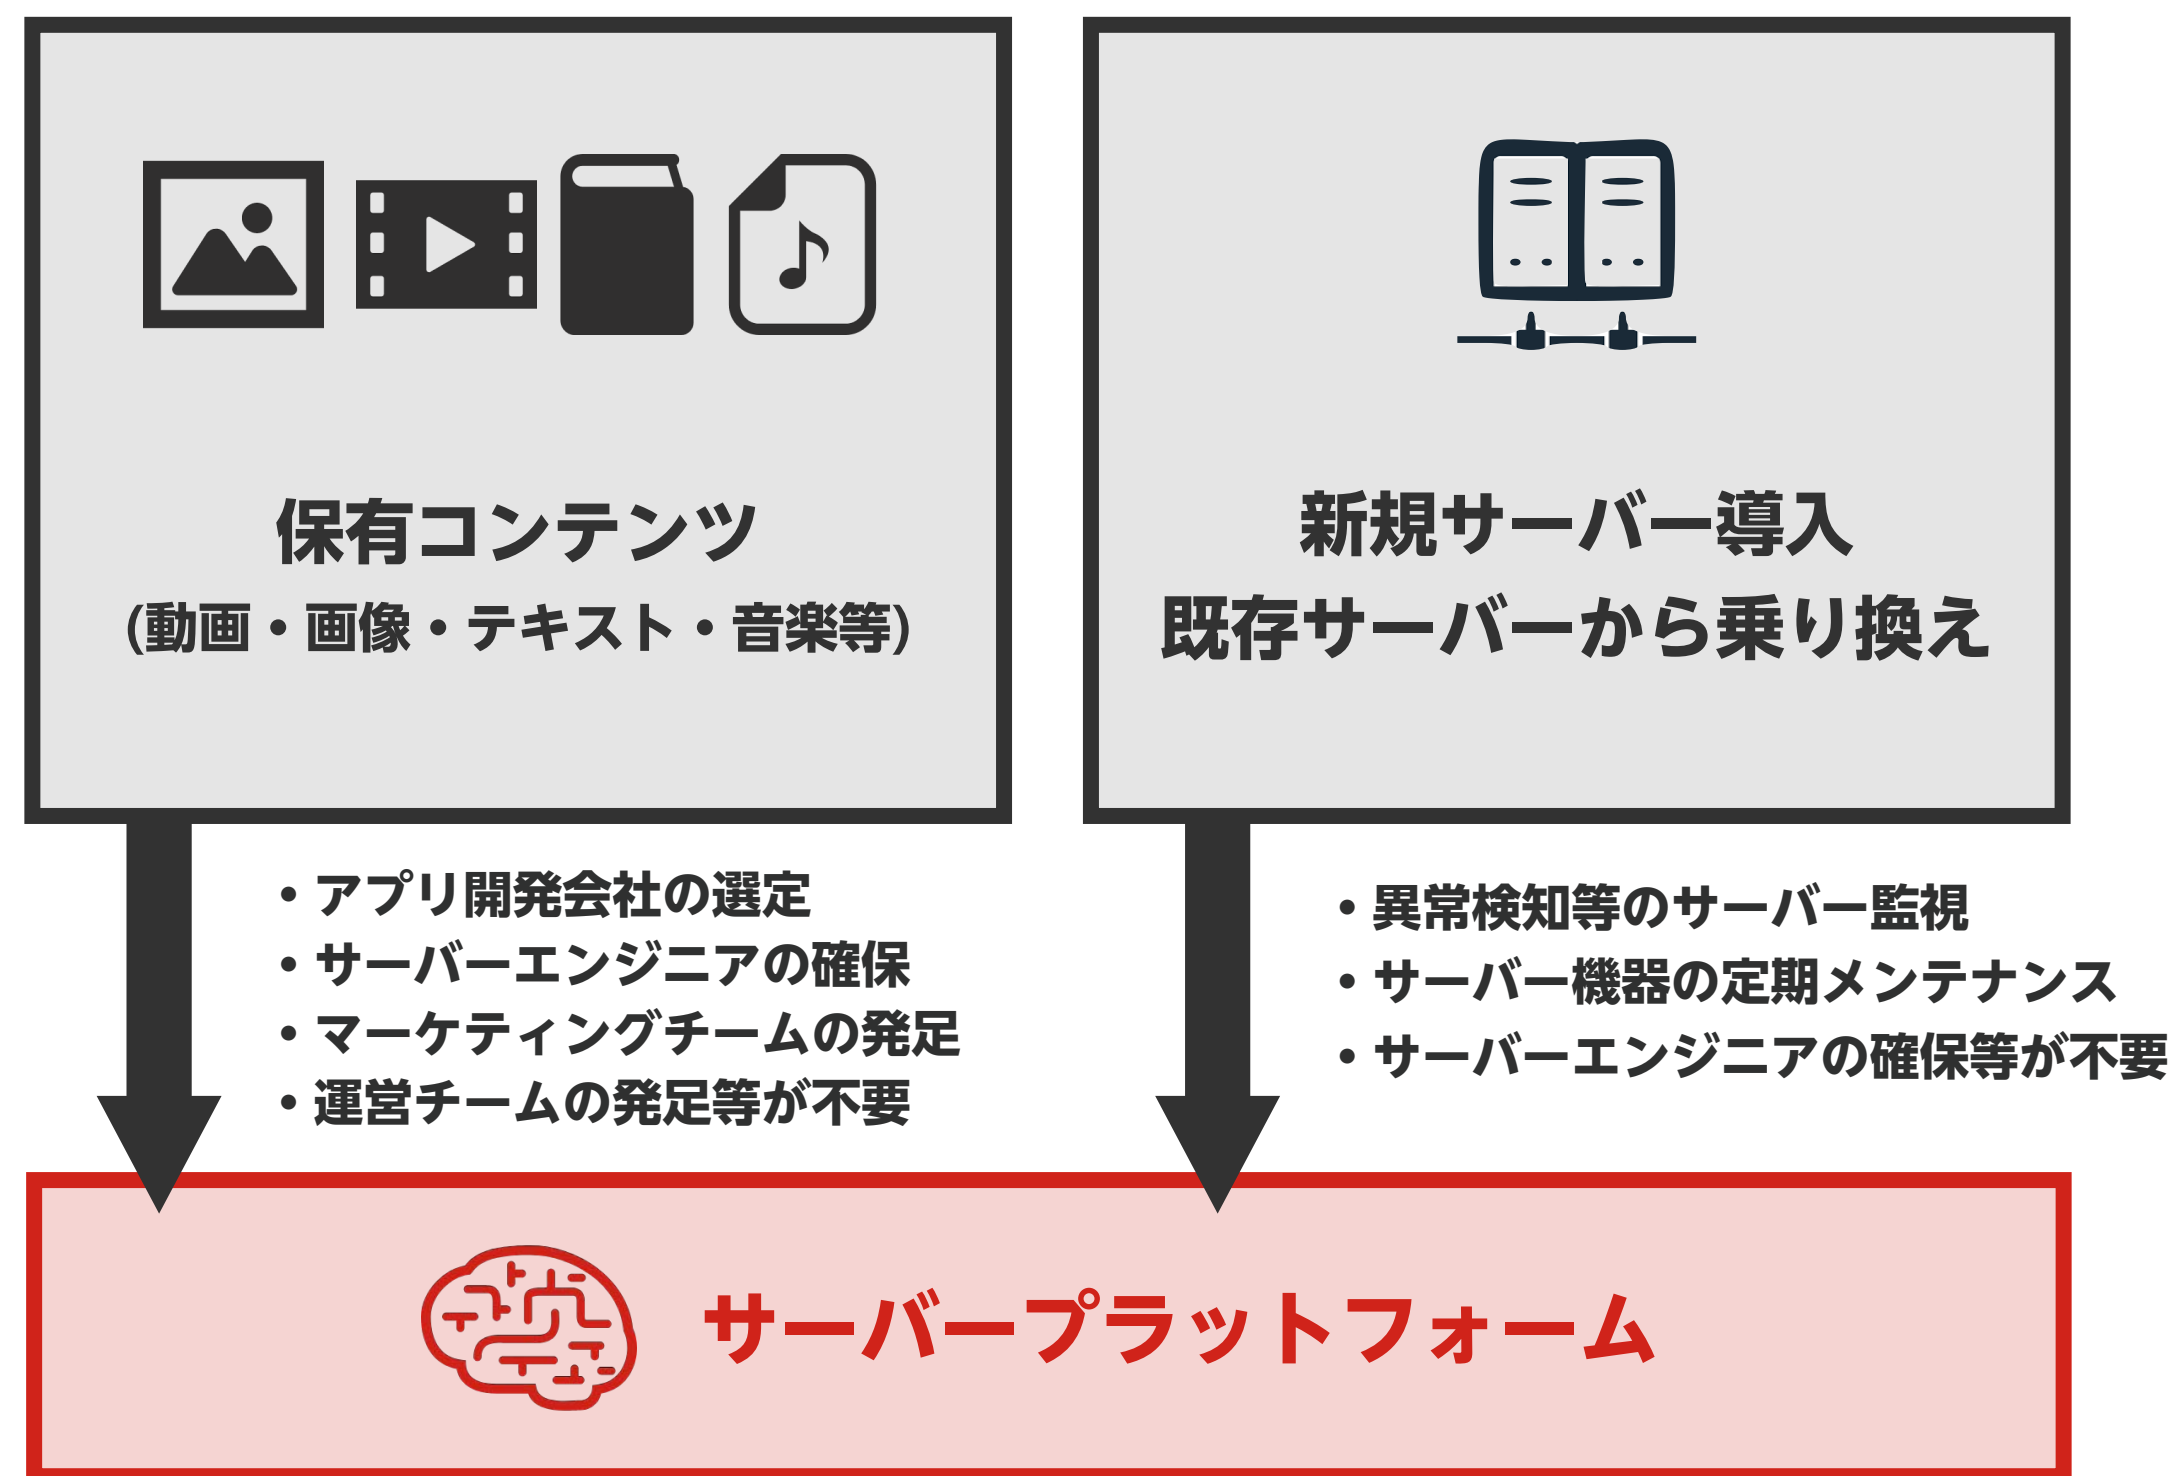 保有コンテンツ
(動画・画像・テキスト・音楽等)
新規サーバー導入
既存サーバーから乗り換え
・アプリ開発会社の選定
・サーバーエンジニアの確保
・マーケティングチームの発足
・運営チームの発足等が不要
・異常検知等のサーバー監視
・サーバー機器の定期メンテナンス
・サーバーエンジニアの確保等が不要
サーバープラットフォーム